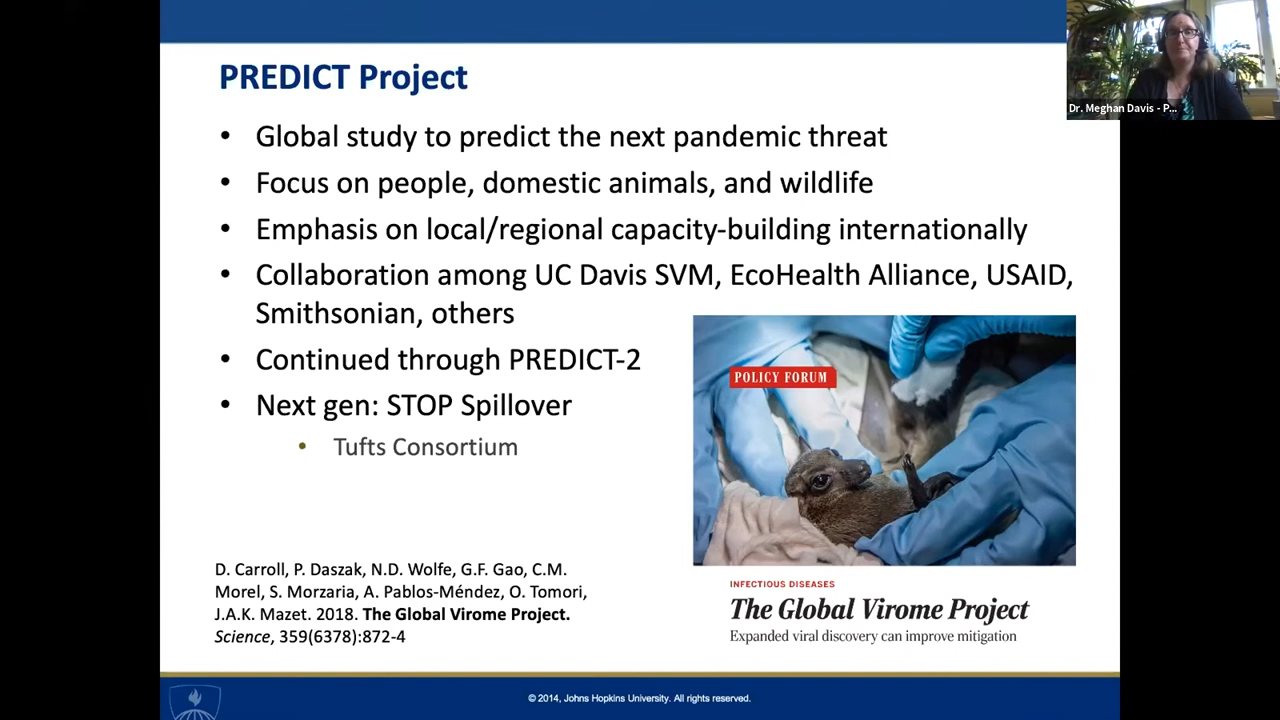 PREDICT Project
• Global study to predict the next pandemic threat
• Focus on people, domestic animals, and wildlife
• Emphasis on local/regional capacity-building internationally
• Collaboration among UC Davis SVM, EcoHealth Alliance, USAID,
Smithsonian, others
• Continued through PREDICT-2
• Next gen: STOP Spillover
• Tufts Consortium
D. Carroll, P. Daszak, N.D. Wolfe, G.F. Gao, C.M.
Morel, S. Morzaria, A. Pablos-Méndez, O. Tomori,
J.A.K. Mazet. 2018. The Global Virome Project.
Science, 359(6378):872-4
POLICY FORUM
INFECTIOUS DISEASES
The Global Virome Project
Expanded viral discovery can improve mitigation
© 2014, Johns Hopkins University. All rights reserved.
Dr. Meghan Davis - P...